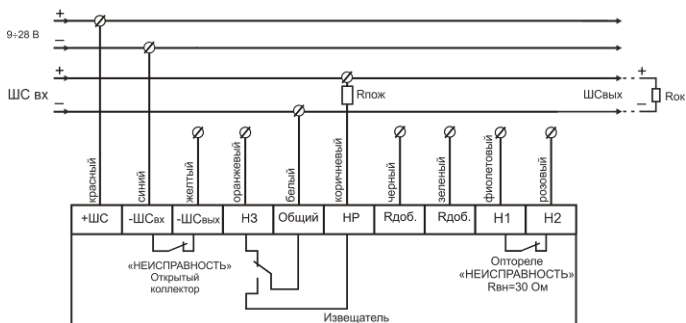 +
9÷28 В
–
+
+
ШС вх
Rпож
ШСвых
Rок
–
–
красный
синий
желтый
оранжевый
белый
коричневый
черный
зеленый
фиолетовый
розовый
+ШС
-ШСвх
-ШСвых
НЗ
Общий
НР
Rдоб.
Rдоб.
Н1
Н2
«НЕИСПРАВНОСТЬ»
Открытый
коллектор
Оптореле
«НЕИСПРАВНОСТЬ»
Rвн=30 Ом
Извещатель